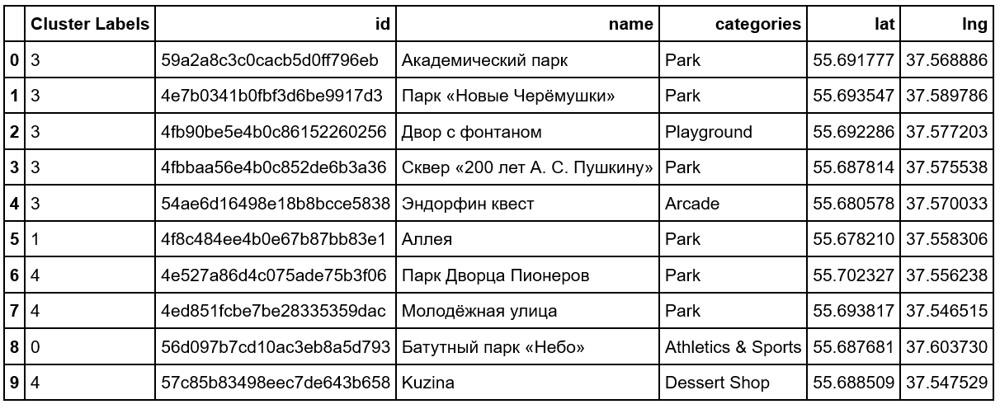 Cluster Labels id name categories lat lng
0 3 59a2a8c3c0cacb5d0ff796eb Академический парк Park 55.691777 37.568886
1 3 4e7b0341b0fbf3d6be9917d3 Парк «Новые Черёмушки» Park 55.693547 37.589786
2 3 4fb90be5e4b0c86152260256 Двор с фонтаном Playground 55.692286 37.577203
3 3 4fbbaa56e4b0c852de6b3a36 Сквер «200 лет А. С. Пушкину» Park 55.687814 37.575538
4 3 54ae6d16498e18b8bcce5838 Эндорфин квест Arcade 55.680578 37.570033
5 1 4f8c484ee4b0e67b87bb83e1 Аллея Park 55.678210 37.558306
6 4 4e527a86d4c075ade75b3f06 Парк Дворца Пионеров Park 55.702327 37.556238
7 4 4ed851fcbe7be28335359dac Молодёжная улица Park 55.693817 37.546515
8 0 56d097b7cd10ac3eb8a5d793 Батутный парк «Небо» Athletics & Sports 55.687681 37.603730
9 4 57c85b83498eec7de643b658 Kuzina Dessert Shop 55.688509 37.547529